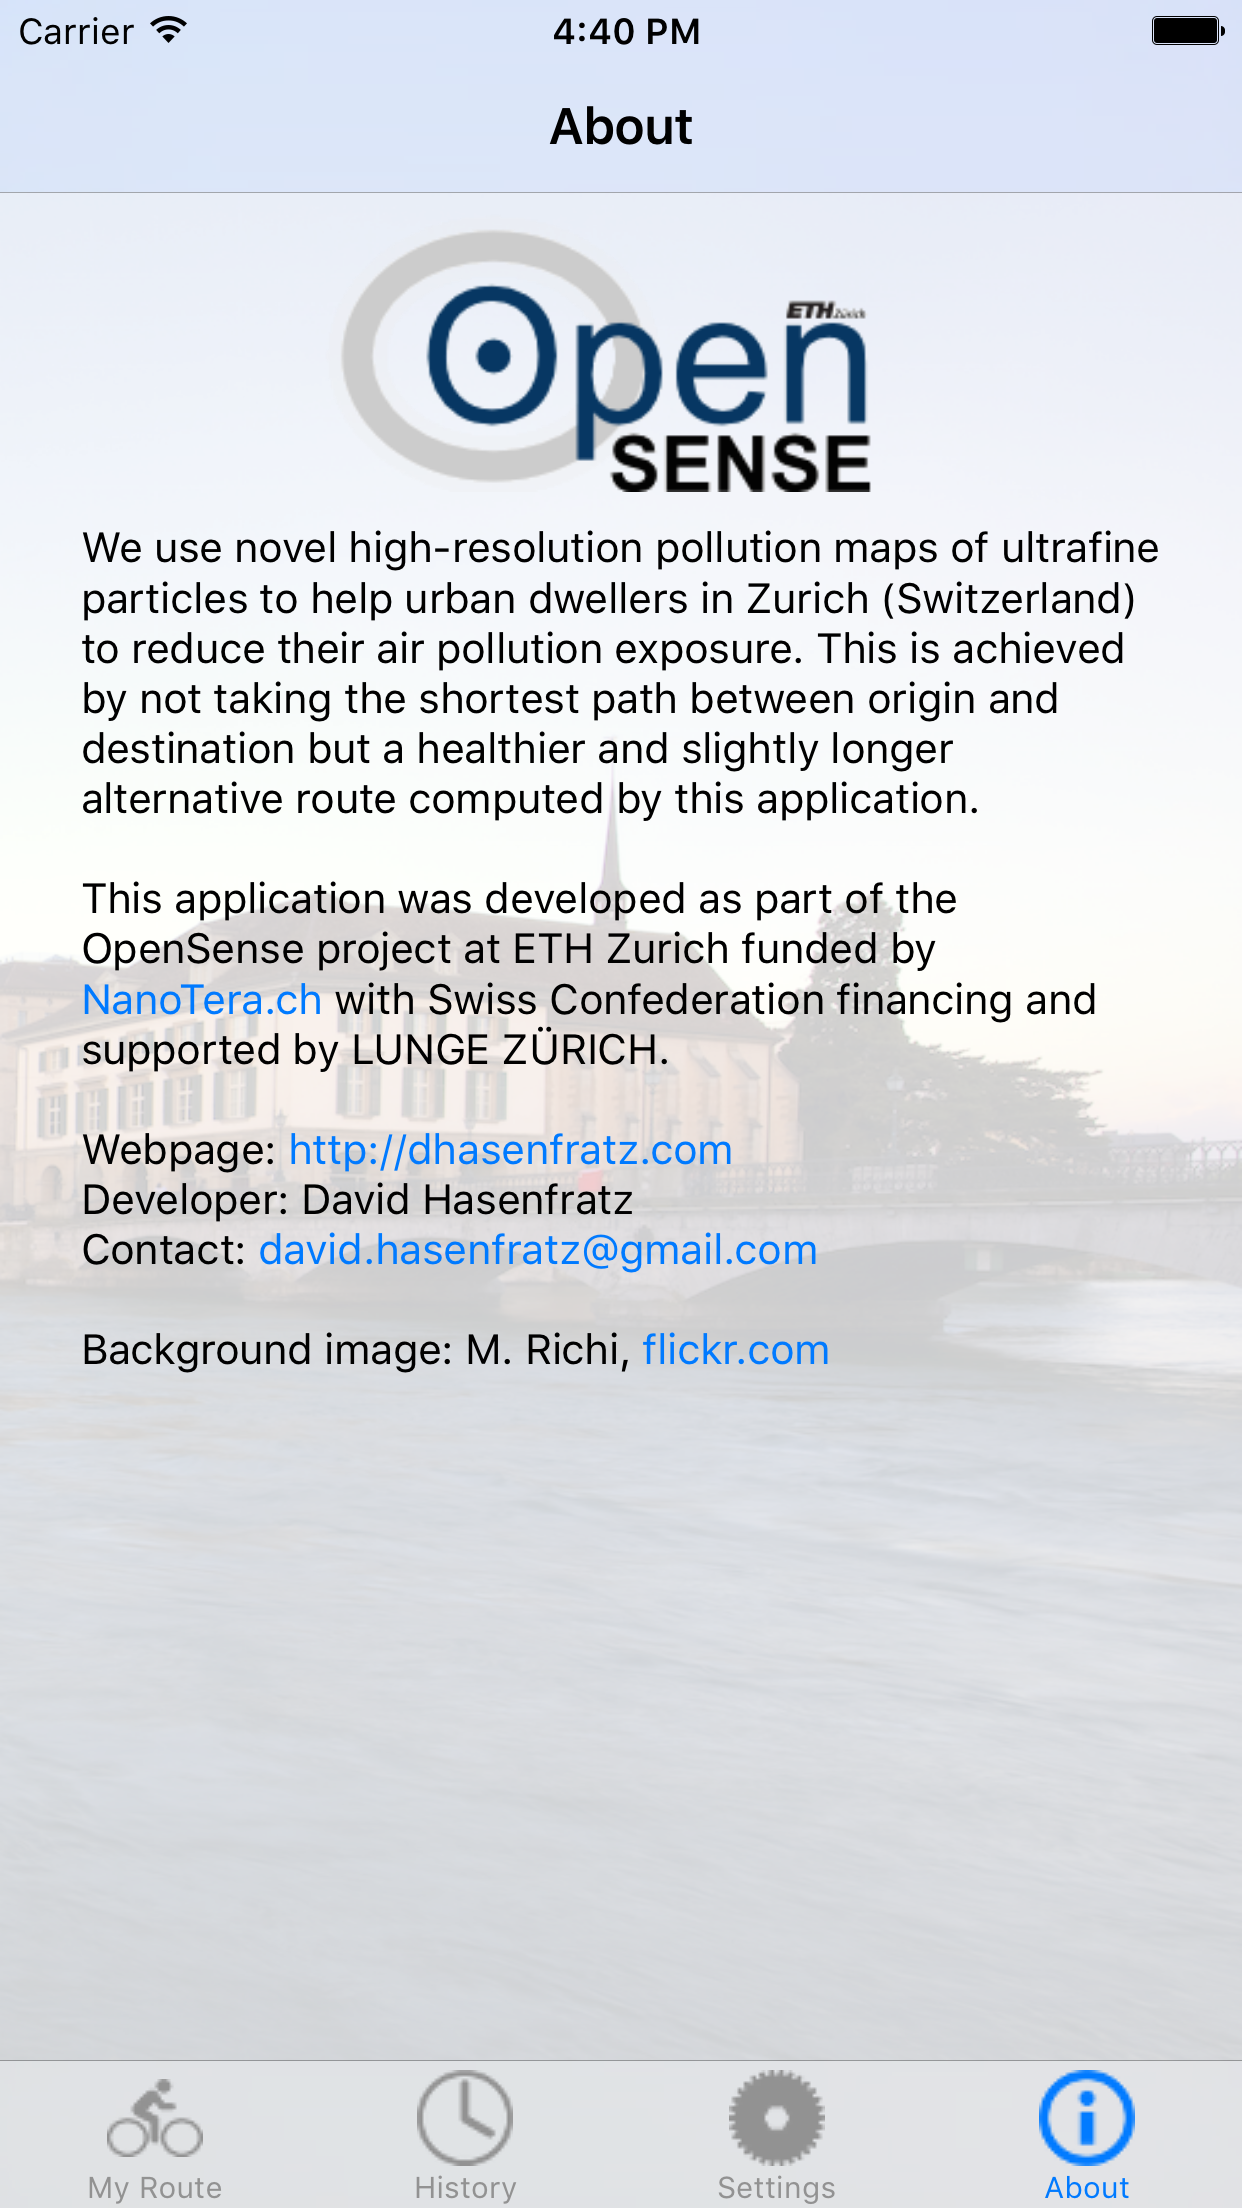 Carrier
4:40 PM
About
ETH Zürich
Open
SENSE
We use novel high-resolution pollution maps of ultrafine
particles to help urban dwellers in Zurich (Switzerland)
to reduce their air pollution exposure. This is achieved
by not taking the shortest path between origin and
destination but a healthier and slightly longer
alternative route computed by this application.
This application was developed as part of the
OpenSense project at ETH Zurich funded by
NanoTera.ch with Swiss Confederation financing and
supported by LUNGE ZÜRICH.
Webpage: http://dhasenfratz.com
Developer: David Hasenfratz
Contact: david.hasenfratz@gmail.com
Background image: M. Richi, flickr.com
My Route
History
Settings
About